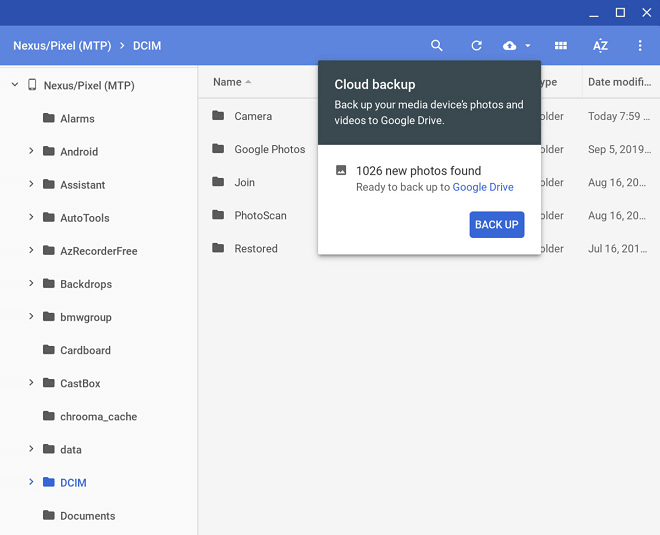 Nexus/Pixel (MTP) > DCIM
AZ
Nexus/Pixel (MTP)
Alarms
Android
Assistant
AutoTools
AzRecorderFree
Backdrops
bmwgroup
Cardboard
CastBox
chrooma_cache
data
DCIM
Documents
Name
ype
Date modifi...
Camera
older
Today 7:59 ...
Google Photos
older
Sep 5, 2019...
Join
older
Aug 16, 20...
PhotoScan
older
Aug 16, 20...
Restored
older
Jul 16, 201...
Cloud backup
Back up your media device's photos and
videos to Google Drive.
1026 new photos found
Ready to back up to Google Drive
BACK UP